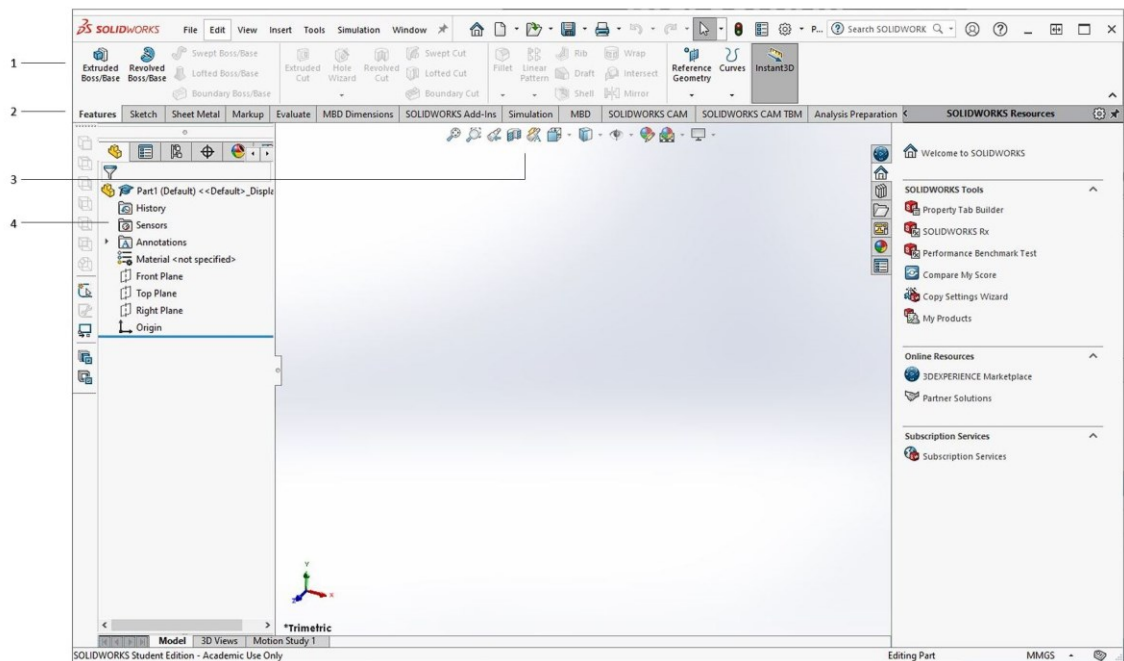 SOLIDWORKS File Edit View Insert Tools Simulation Window P... Search SOLIDWORK
1
Extruded Boss/Base
Revolved Boss/Base
Swept Boss/Base
Lofted Boss/Base
Boundary Boss/Base
Extruded Cut
Hole Wizard
Revolved Cut
Swept Cut
Lofted Cut
Boundary Cut
Fillet
Linear Pattern
Rib
Draft
Shell
Wrap
Intersect
Mirror
Reference Geometry
Curves
Instant3D
2
Features Sketch Sheet Metal Markup Evaluate MBD Dimensions SOLIDWORKS Add-Ins Simulation MBD SOLIDWORKS CAM SOLIDWORKS CAM TBM Analysis Preparation
3
4
Part1 (Default) <<Default>_Displa
History
Sensors
Annotations
Material <not specified>
Front Plane
Top Plane
Right Plane
Origin
SOLIDWORKS Resources
Welcome to SOLIDWORKS
SOLIDWORKS Tools
Property Tab Builder
SOLIDWORKS Rx
Performance Benchmark Test
Compare My Score
Copy Settings Wizard
My Products
Online Resources
3DEXPERIENCE Marketplace
Partner Solutions
Subscription Services
Subscription Services
Y
X
Z
*Trimetric
Model 3D Views Motion Study 1
SOLIDWORKS Student Edition - Academic Use Only
Editing Part MMGS